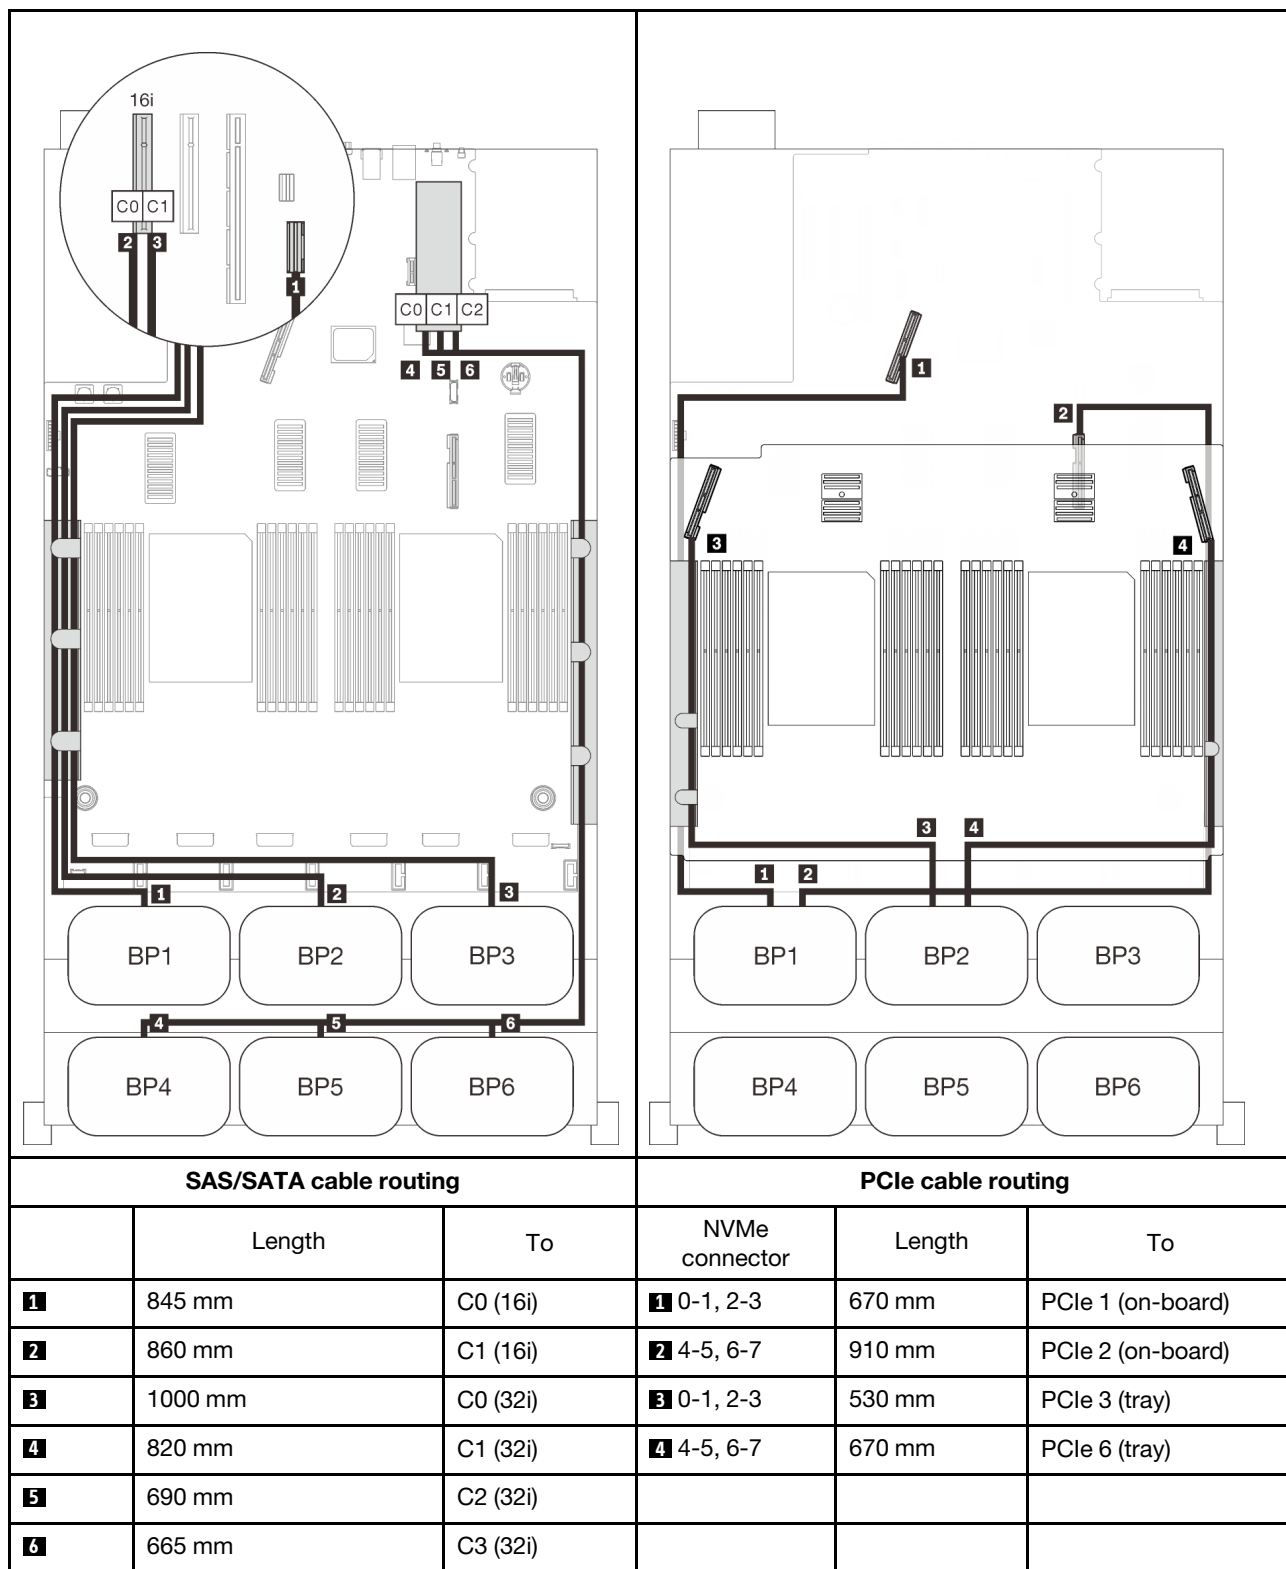 16i
C0 C1
2 3
1
C0 C1 C2
4 5 6
1 2 3
BP1 BP2 BP3
4 5 6
BP4 BP5 BP6
1
2
3 4
3 4
1 2
BP1 BP2 BP3
BP4 BP5 BP6
SAS/SATA cable routing PCIe cable routing
Length To NVMe connector Length To
1 845 mm C0 (16i) 1 0-1, 2-3 670 mm PCIe 1 (on-board)
2 860 mm C1 (16i) 2 4-5, 6-7 910 mm PCIe 2 (on-board)
3 1000 mm C0 (32i) 3 0-1, 2-3 530 mm PCIe 3 (tray)
4 820 mm C1 (32i) 4 4-5, 6-7 670 mm PCIe 6 (tray)
5 690 mm C2 (32i)
6 665 mm C3 (32i)